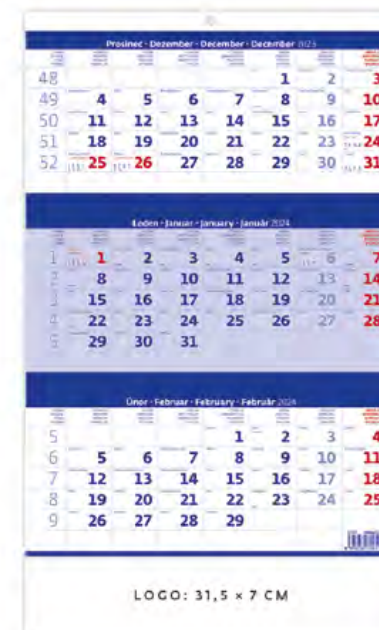 Prosinec · Dezember · December · December 2023
48 1 2 3
49 4 5 6 7 8 9 10
50 11 12 13 14 15 16 17
51 18 19 20 21 22 23 24
52 25 26 27 28 29 30 31
Leden · Januar · January · Január 2024
1 1 2 3 4 5 6 7
8 9 10 11 12 13 14
15 16 17 18 19 20 21
4 22 23 24 25 26 27 28
5 29 30 31
Únor · Februar · February · Február 2024
5 1 2 3 4
6 5 6 7 8 9 10 11
7 12 13 14 15 16 17 18
8 19 20 21 22 23 24 25
9 26 27 28 29
LOGO: 31,5 × 7 CM